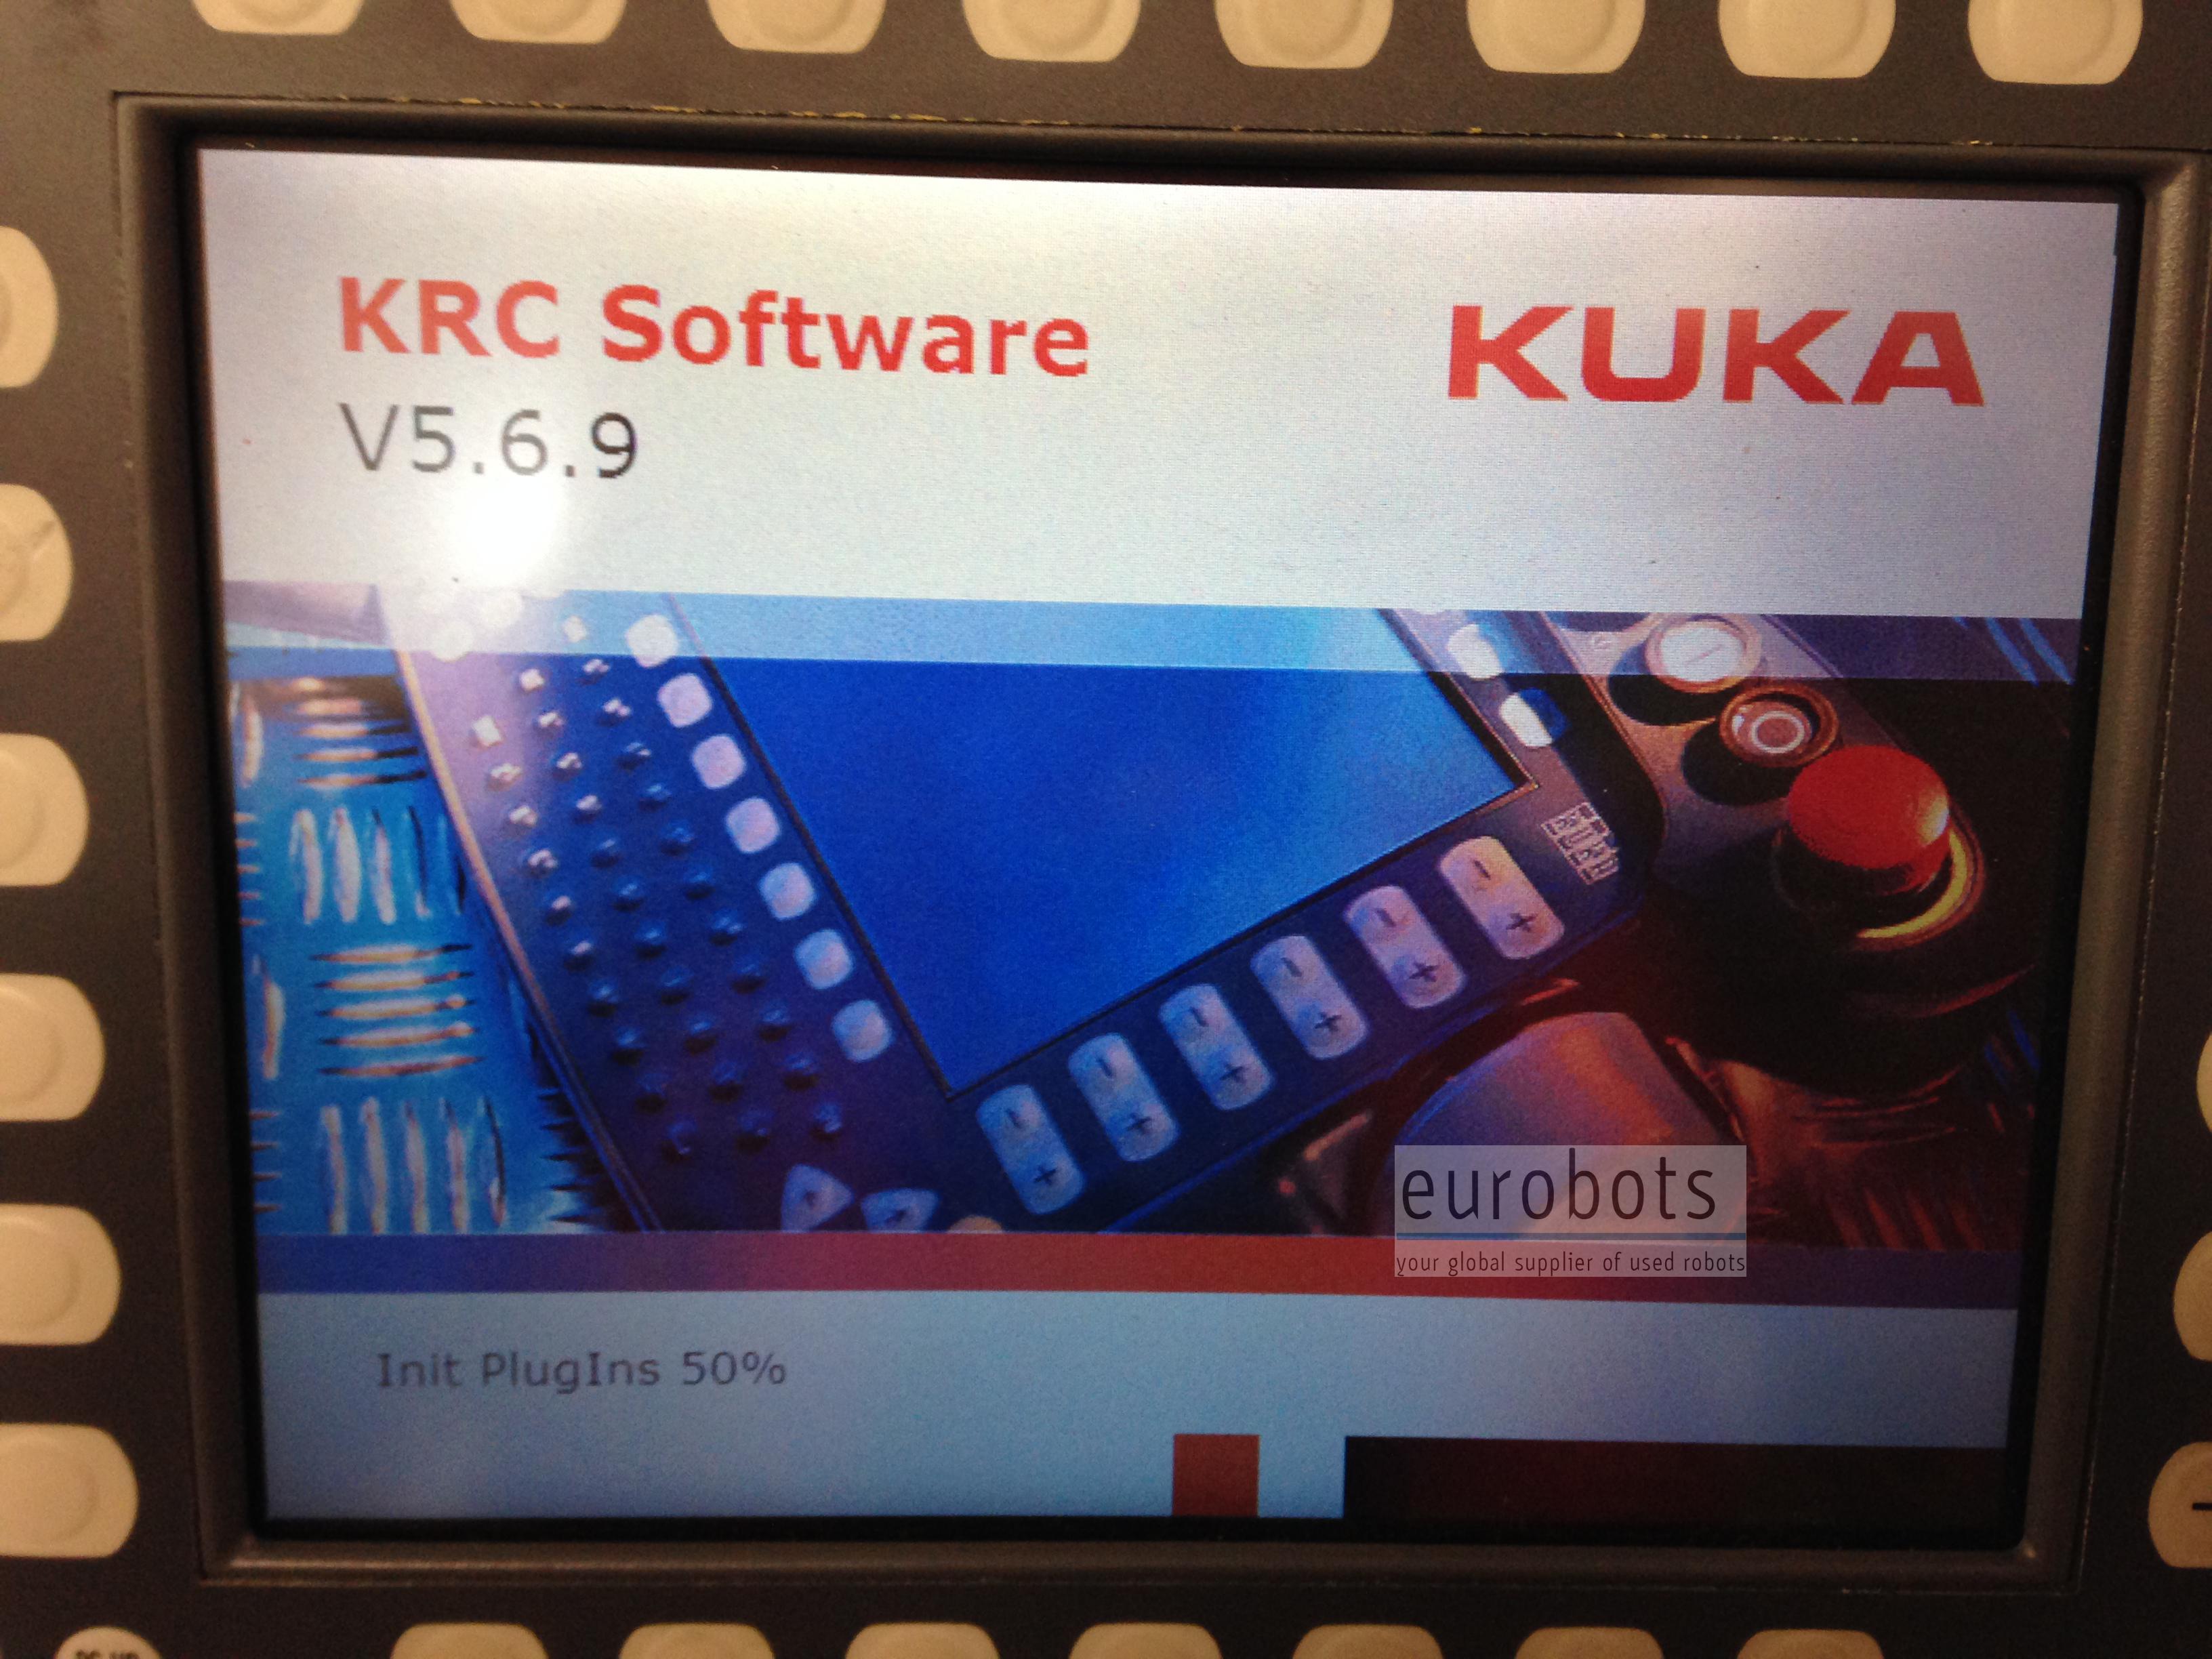 KRC Software
KUKA
V5.6.9
eurobots
your global supplier of used robots
Init PlugIns 50%